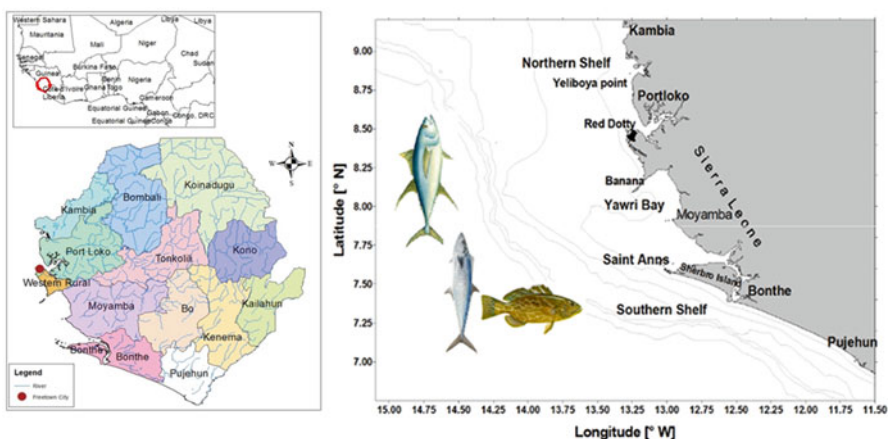 Western Sahara
Algeria
Libya
Libya
Mauritania
Mali
Niger
Chad
Sudan
Senegal
Burkina Faso
Guinea
Benin
Nigeria
Ghana Togo
Cote d'Ivoire
Liberia
Cameroon
Equatorial Guinea
Gabon
Congo, DRC
Equatorial Guinea
Congo
N
W
E
S
Koinadugu
Bombali
Kambia
Port Loko
Tonkolili
Kono
Western Rural
Moyamba
Bo
Kailahun
Kenema
Bonthe
Bonthe
Pujehun
Legend
River
Freetown City
Latitude [° N]
9.00
8.75
8.50
8.25
8.00
7.75
7.50
7.25
7.00
Kambia
Northern Shelf
Yeliboya point
Portloko
Red Dotty
Sierra Leone
Banana
Yawri Bay
Moyamba
Saint Anns
Sherbro Island
Bonthe
Southern Shelf
Pujehun
15.00 14.75 14.50 14.25 14.00 13.75 13.50 13.25 13.00 12.75 12.50 12.25 12.00 11.75 11.50
Longitude [° W]